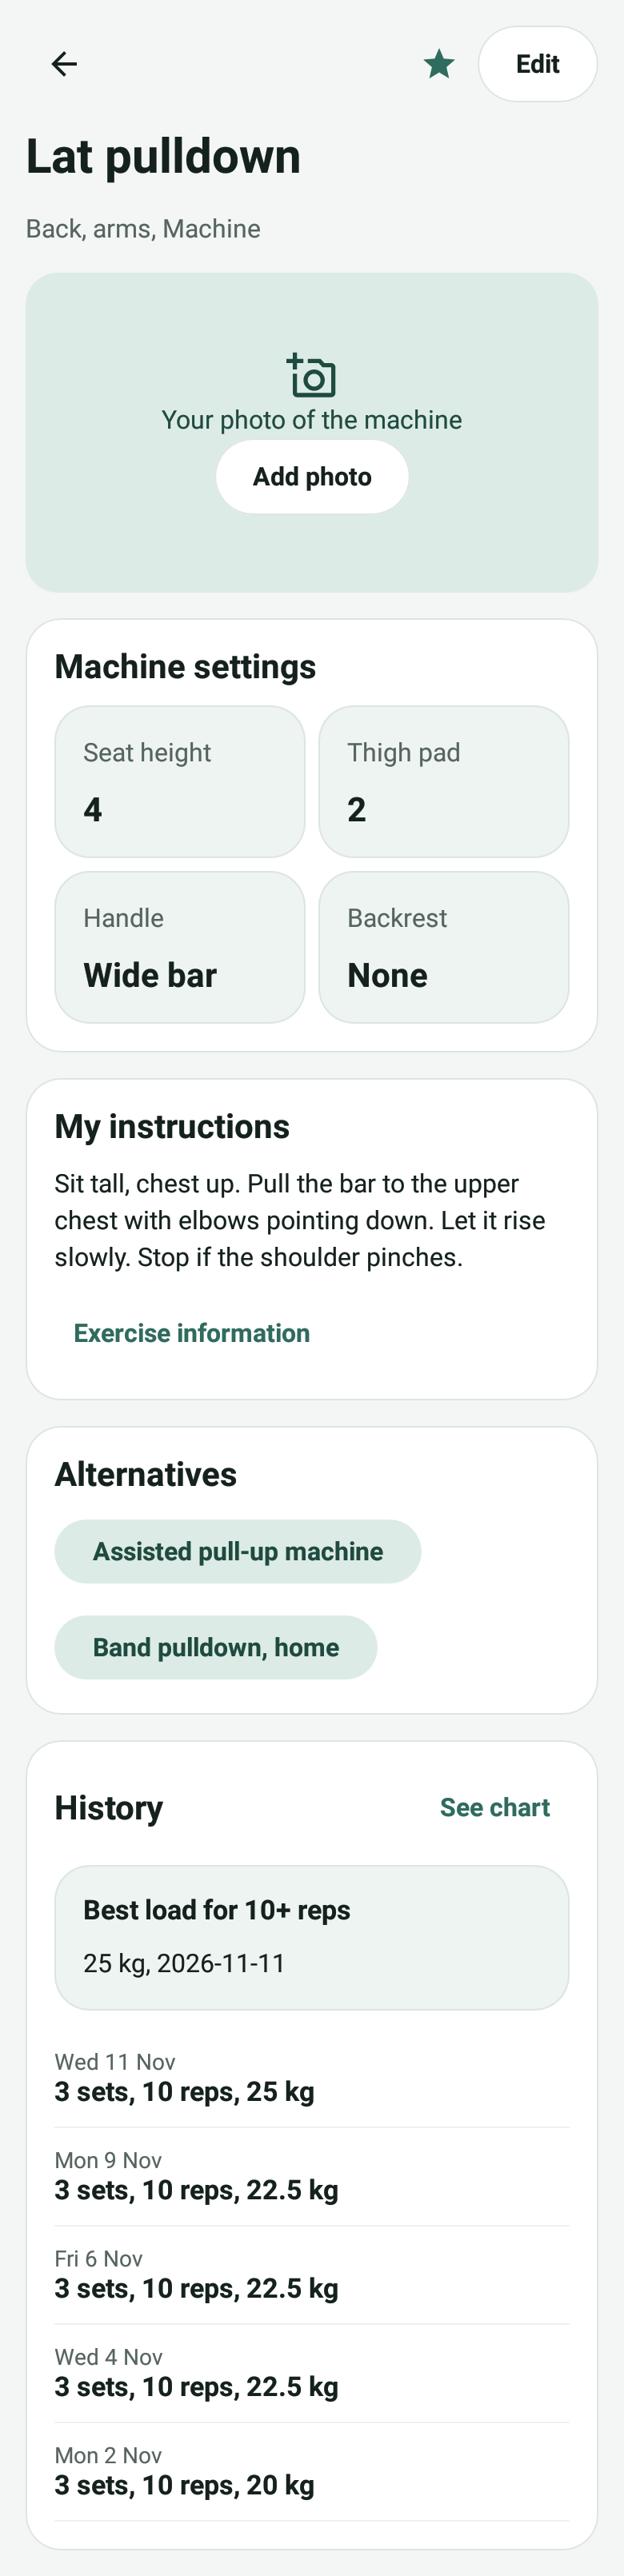 Edit
Lat pulldown
Back, arms, Machine
Your photo of the machine
Add photo
Machine settings
Seat height
4
Thigh pad
2
Handle
Wide bar
Backrest
None
My instructions
Sit tall, chest up. Pull the bar to the upper
chest with elbows pointing down. Let it rise
slowly. Stop if the shoulder pinches.
Exercise information
Alternatives
Assisted pull-up machine
Band pulldown, home
History
See chart
Best load for 10+ reps
25 kg, 2026-11-11
Wed 11 Nov
3 sets, 10 reps, 25 kg
Mon 9 Nov
3 sets, 10 reps, 22.5 kg
Fri 6 Nov
3 sets, 10 reps, 22.5 kg
Wed 4 Nov
3 sets, 10 reps, 22.5 kg
Mon 2 Nov
3 sets, 10 reps, 20 kg